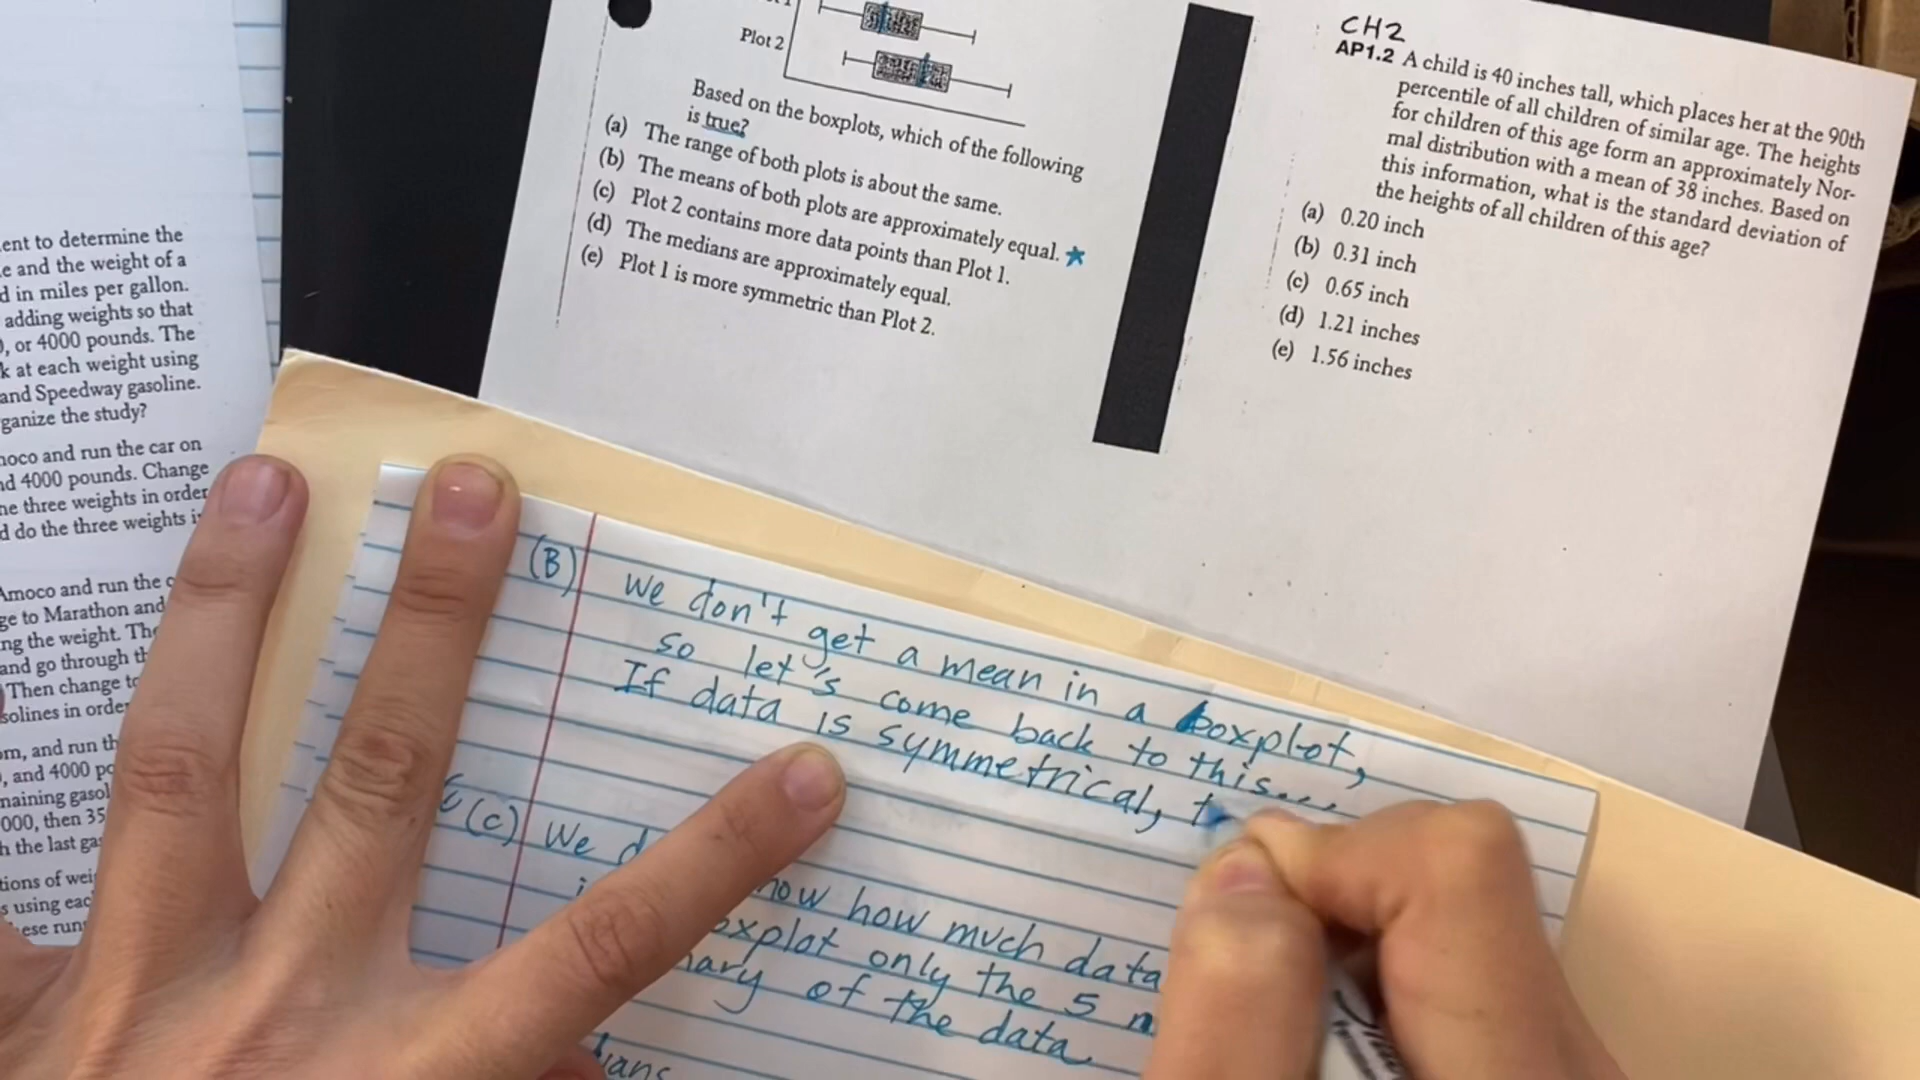 Plot 2
Based on the boxplots, which of the following
is true?
(a) The range of both plots is about the same.
(b) The means of both plots are approximately equal.
(c) Plot 2 contains more data points than Plot 1.
(d) The medians are approximately equal.
(e) Plot 1 is more symmetric than Plot 2.
CH2
AP1.2 A child is 40 inches tall, which places her at the 90th
percentile of all children of similar age. The heights
for children of this age form an approximately Nor-
mal distribution with a mean of 38 inches. Based on
this information, what is the standard deviation of
the heights of all children of this age?
(a) 0.20 inch
(b) 0.31 inch
(c) 0.65 inch
(d) 1.21 inches
(e) 1.56 inches
ent to determine the
e and the weight of a
d in miles per gallon.
adding weights so that
, or 4000 pounds. The
k at each weight using
and Speedway gasoline.
ganize the study?
noco and run the car on
nd 4000 pounds. Change
ne three weights in order
d do the three weights i
Amoco and run the c
ge to Marathon and
ng the weight. The
and go through th
Then change to
solines in order
om, and run th
, and 4000 po
naining gasol
000, then 35
h the last ga
tions of wei
s using eac
ese run
(B) We don't get a mean in a boxplot,
so let's come back to this...
If data is symmetrical, t
(c) We d now how much data
oxplot only the 5 n
mary of the data